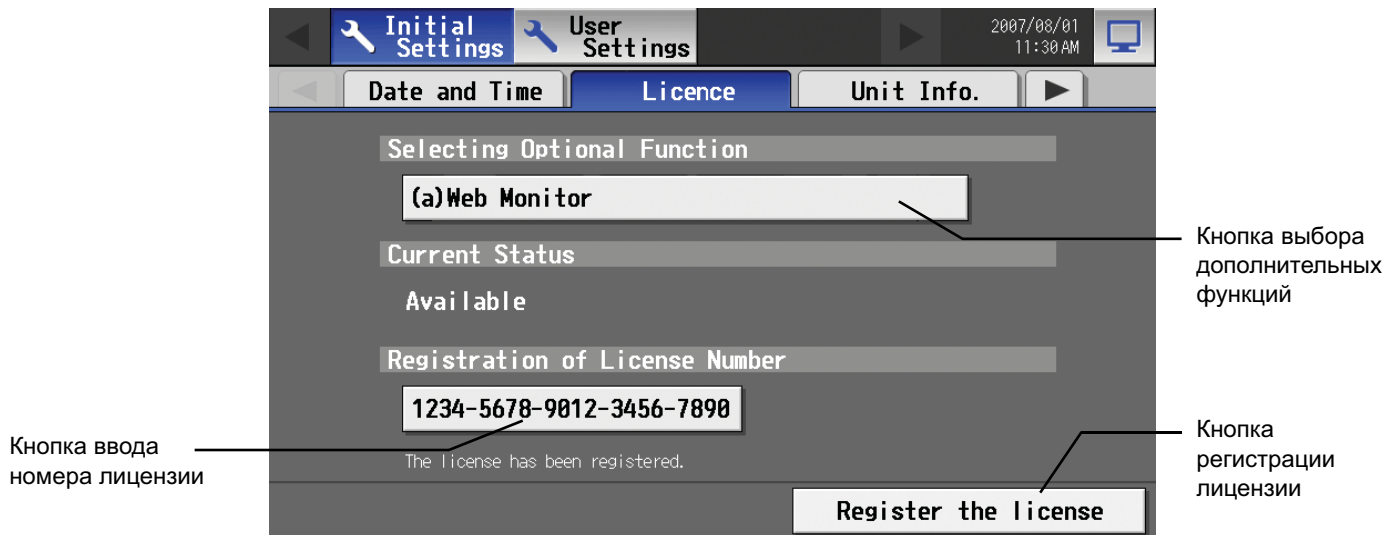 Initial
Settings
User
Settings
2007/08/01
11:30 AM
Date and Time
Licence
Unit Info.
Selecting Optional Function
(a)Web Monitor
Current Status
Available
Registration of License Number
1234-5678-9012-3456-7890
The license has been registered.
Register the license
Кнопка выбора
дополнительных
функций
Кнопка ввода
номера лицензии
Кнопка
регистрации
лицензии